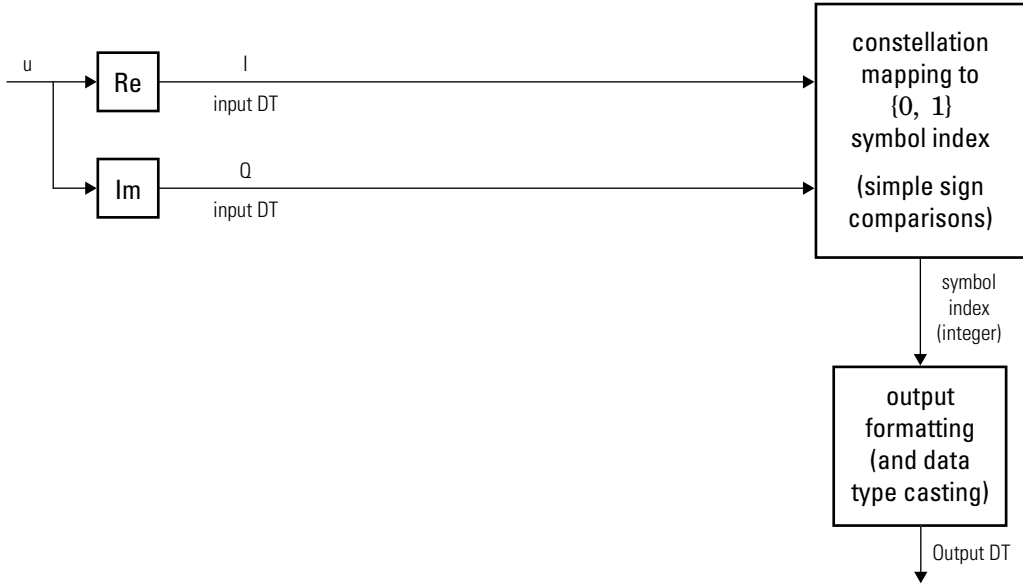 u
Re
I
input DT
Im
Q
input DT
constellation
mapping to
{0, 1}
symbol index
(simple sign
comparisons)
symbol
index
(integer)
output
formatting
(and data
type casting)
Output DT